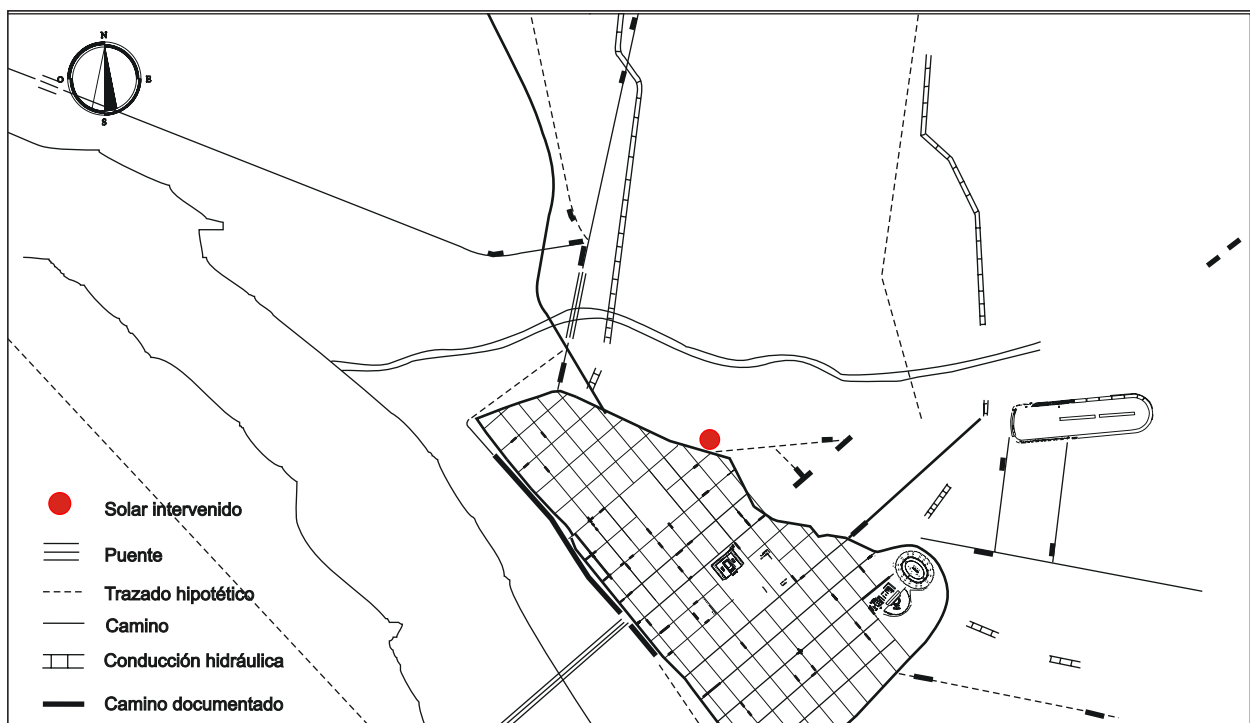 N
O
E
S
Solar intervenido
Puente
Trazado hipotético
Camino
Conducción hidráulica
Camino documentado